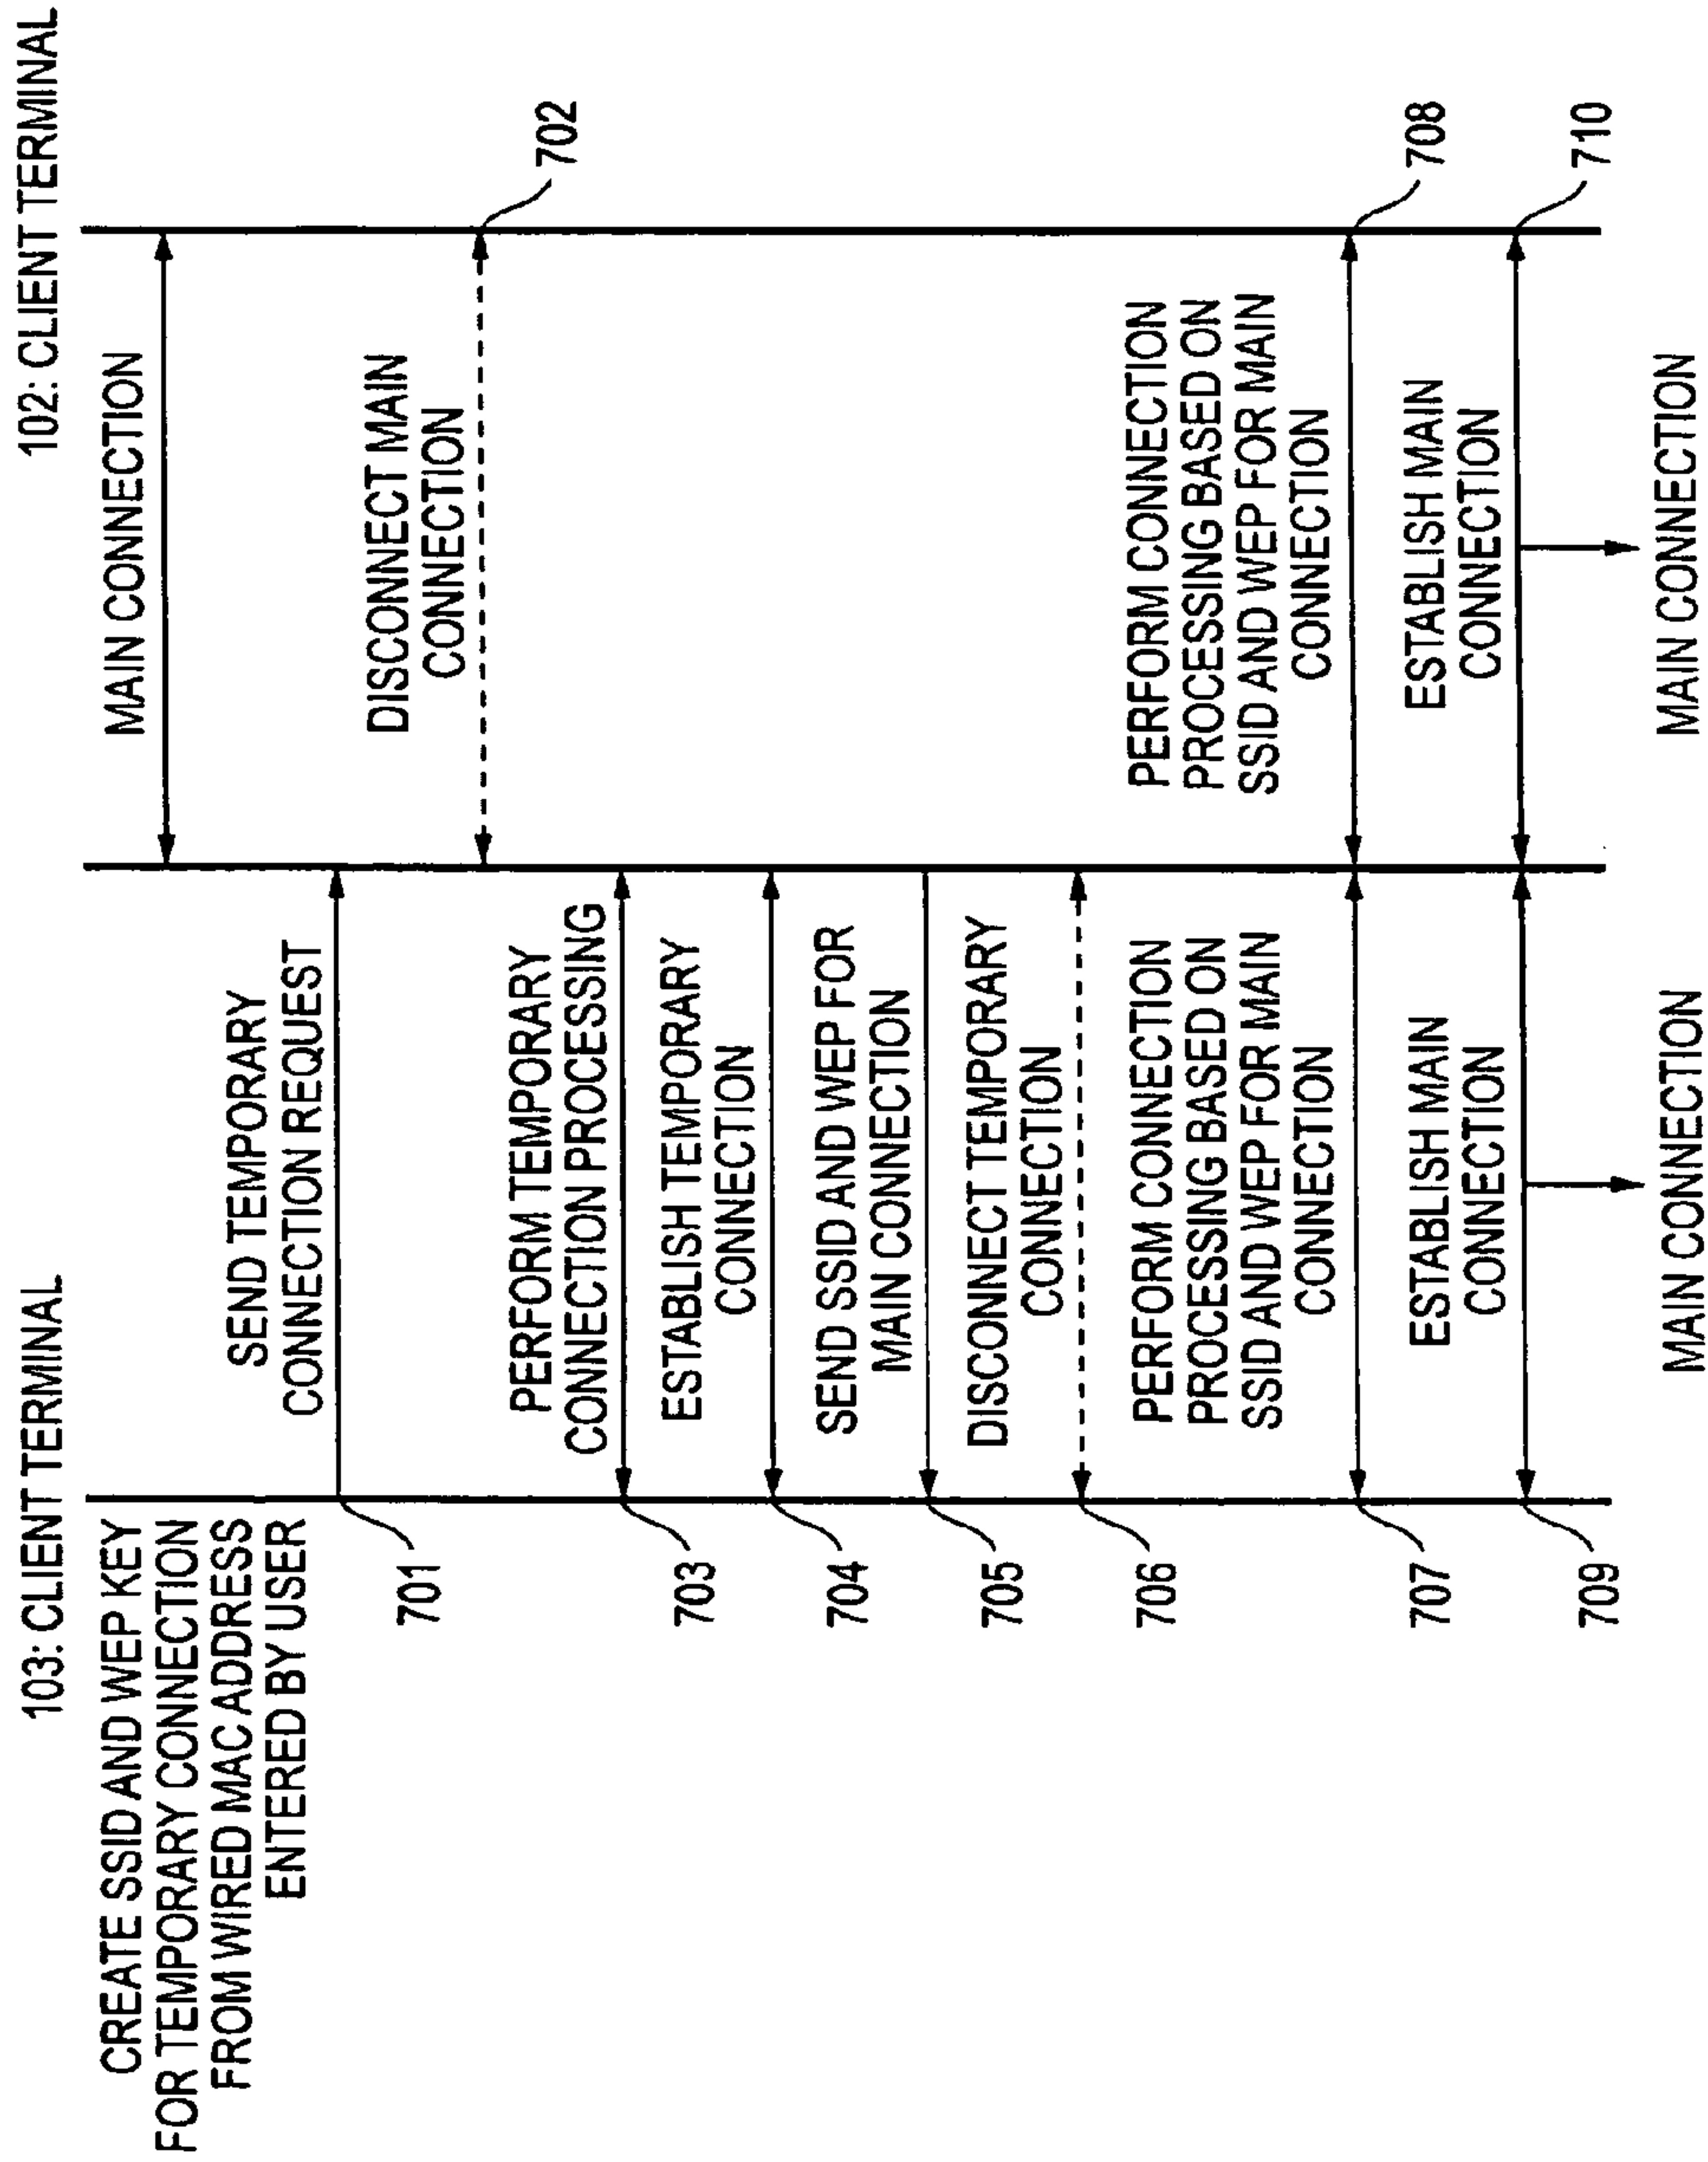 103: CLIENT TERMINAL
102: CLIENT TERMINAL
CREATE SSID AND WEP KEY
FOR TEMPORARY CONNECTION
FROM WIRED MAC ADDRESS
ENTERED BY USER
MAIN CONNECTION
SEND TEMPORARY
CONNECTION REQUEST
701
DISCONNECT MAIN
CONNECTION
702
PERFORM TEMPORARY
CONNECTION PROCESSING
703
ESTABLISH TEMPORARY
CONNECTION
704
SEND SSID AND WEP FOR
MAIN CONNECTION
705
DISCONNECT TEMPORARY
CONNECTION
706
PERFORM CONNECTION
PROCESSING BASED ON
SSID AND WEP FOR MAIN
CONNECTION
707
PERFORM CONNECTION
PROCESSING BASED ON
SSID AND WEP FOR MAIN
CONNECTION
708
ESTABLISH MAIN
CONNECTION
709
ESTABLISH MAIN
CONNECTION
710
MAIN CONNECTION
MAIN CONNECTION